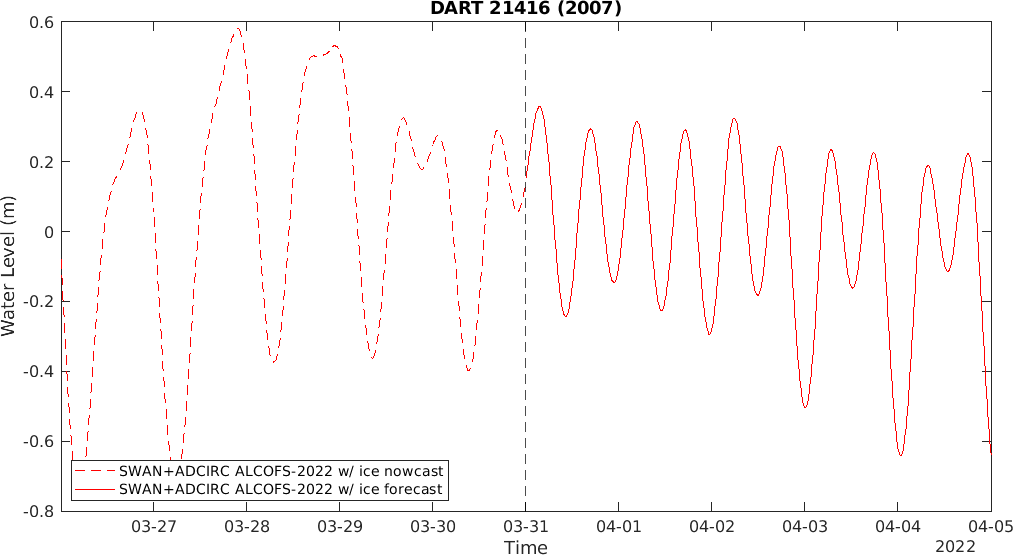 DART 21416 (2007)
0.6
0.4
0.2
0
-0.2
-0.4
-0.6
-0.8
Water Level (m)
SWAN+ADCIRC ALCOFS-2022 w/ ice nowcast
SWAN+ADCIRC ALCOFS-2022 w/ ice forecast
03-27 03-28 03-29 03-30 03-31 04-01 04-02 04-03 04-04 04-05
Time
2022